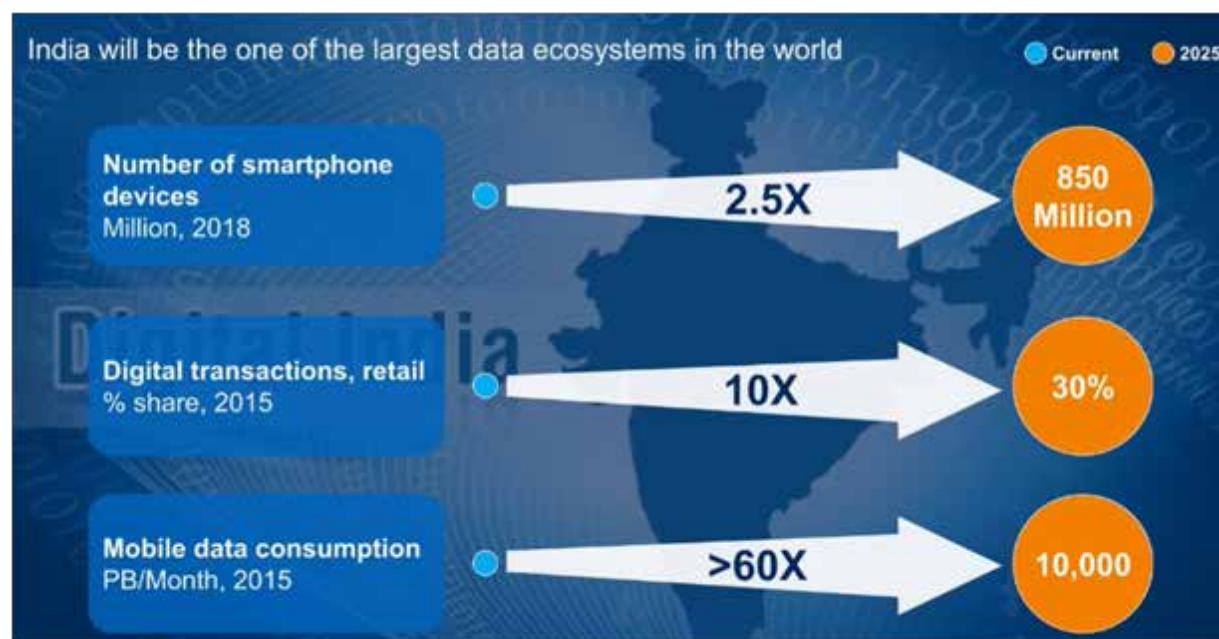 India will be the one of the largest data ecosystems in the world
Current
2025
Number of smartphone
devices
Million, 2018
2.5X
850
Million
Digital India
Digital transactions, retail
% share, 2015
10X
30%
Mobile data consumption
PB/Month, 2015
>60X
10,000